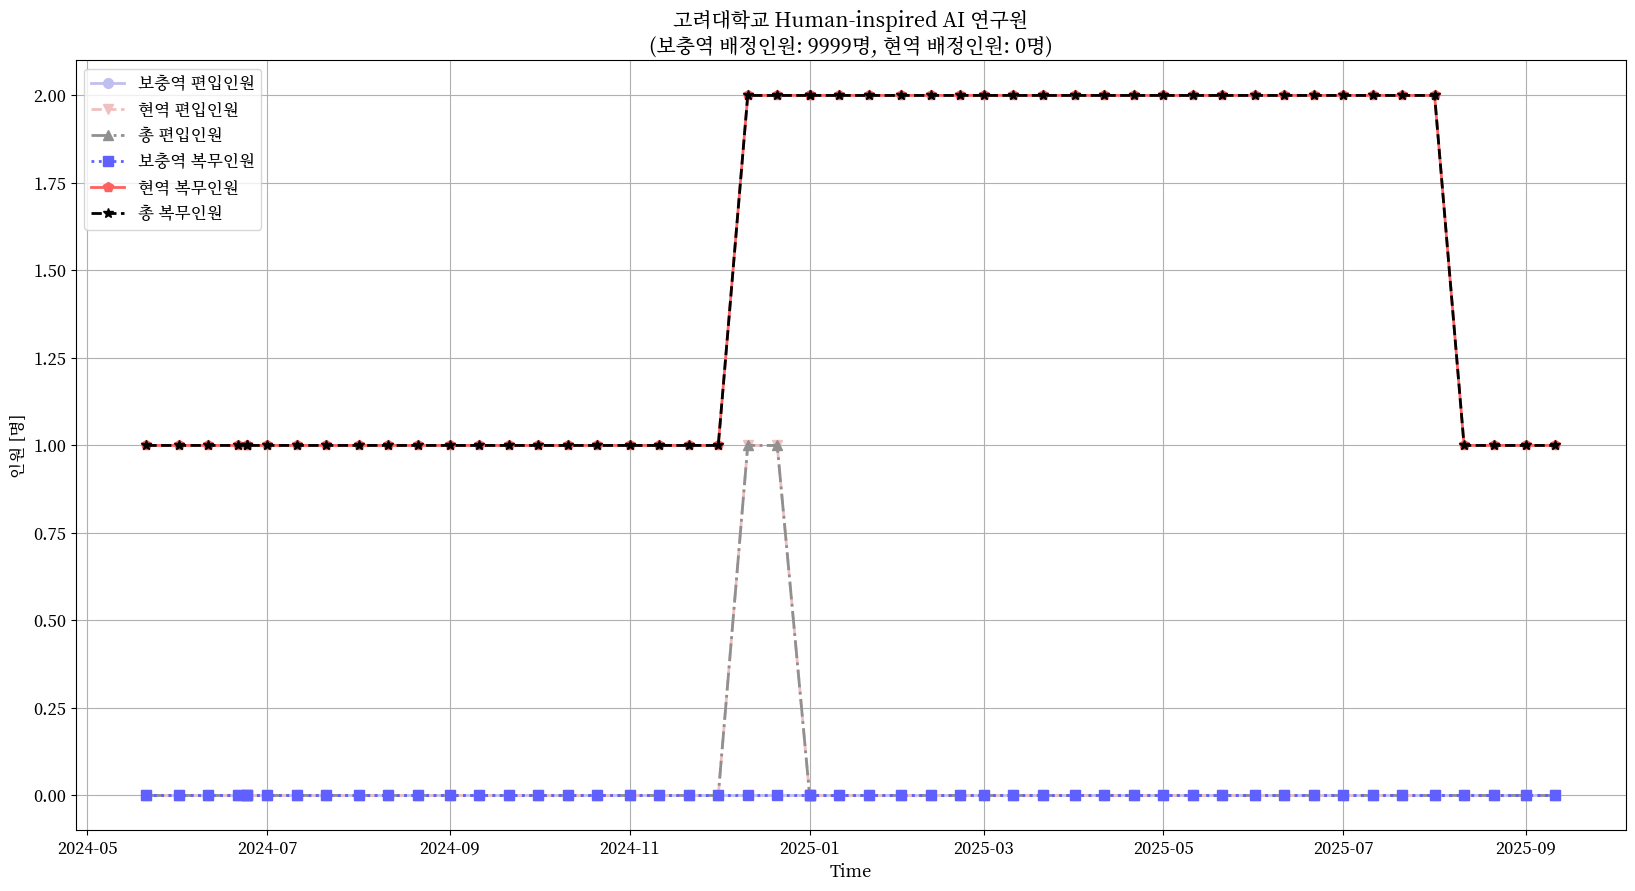 고려대학교 Human-inspired AI 연구원
(보충역 배정인원: 9999명, 현역 배정인원: 0명)
보충역 편입인원
현역 편입인원
총 편입인원
보충역 복무인원
현역 복무인원
총 복무인원
인원 [명]
2.00
1.75
1.50
1.25
1.00
0.75
0.50
0.25
0.00
2024-05
2024-07
2024-09
2024-11
2025-01
2025-03
2025-05
2025-07
2025-09
Time